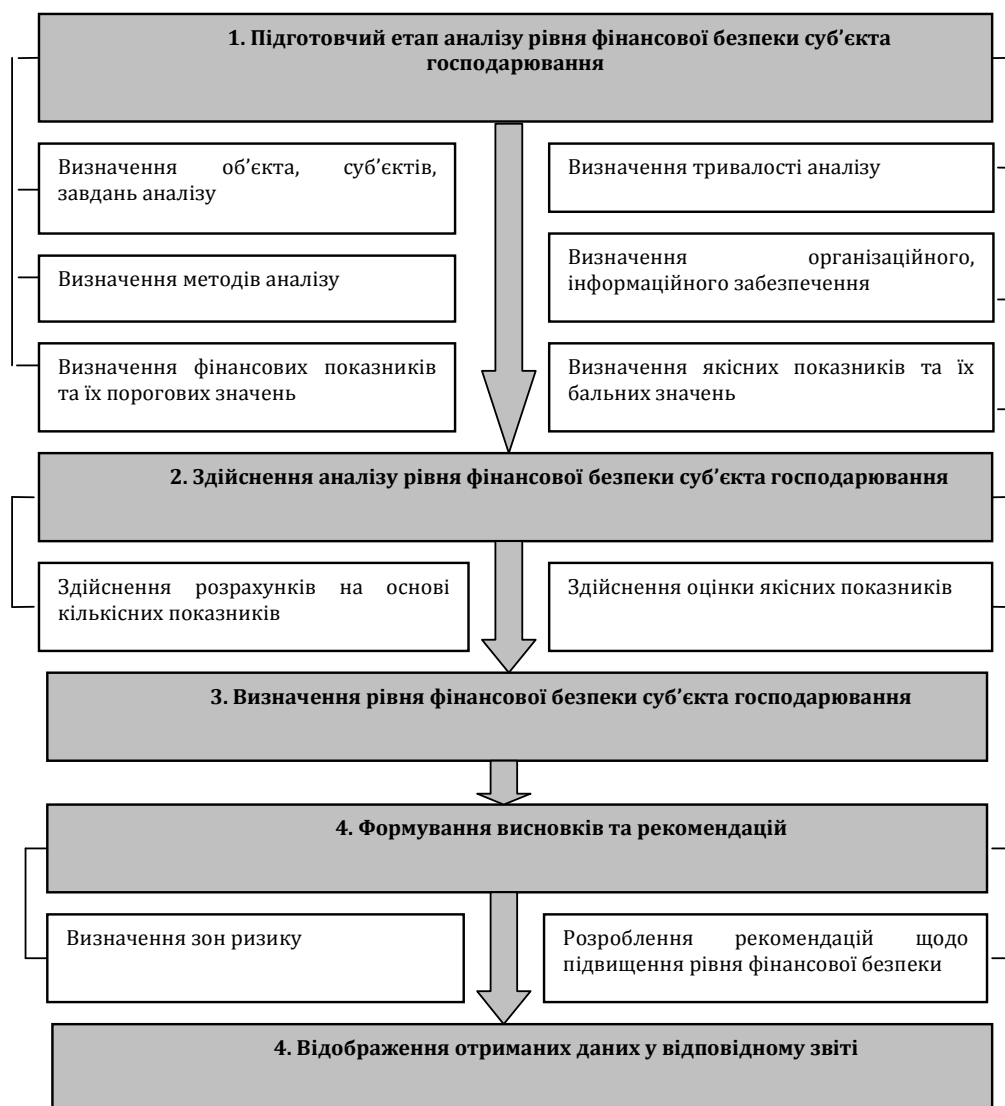 1. Підготовчий етап аналізу рівня фінансової безпеки суб’єкта
господарювання
Визначення об’єкта, суб’єктів,
завдань аналізу
Визначення тривалості аналізу
Визначення методів аналізу
Визначення організаційного,
інформаційного забезпечення
Визначення фінансових показників
та їх порогових значень
Визначення якісних показників та їх
бальних значень
2. Здійснення аналізу рівня фінансової безпеки суб’єкта господарювання
Здійснення розрахунків на основі
кількісних показників
Здійснення оцінки якісних показників
3. Визначення рівня фінансової безпеки суб’єкта господарювання
4. Формування висновків та рекомендацій
Визначення зон ризику
Розроблення рекомендацій щодо
підвищення рівня фінансової безпеки
4. Відображення отриманих даних у відповідному звіті